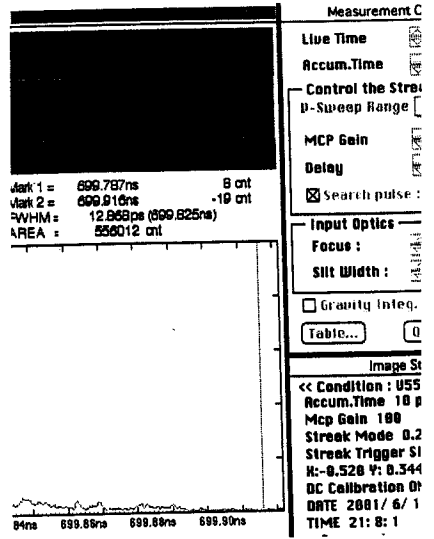 Mark 1 = 699.787ns 8 cnt
Mark 2 = 699.916ns -19 cnt
FWHM = 12.868ps (699.825ns)
AREA = 556012 cnt
84ns 699.86ns 699.88ns 699.90ns
Measurement C
Live Time
Accum.Time
Control the Stre
V-Sweep Range
MCP Gain
Delay
Search pulse :
Input Optics
Focus :
Slit Width :
Gravity Integ.
Table...
Image St
<< Condition : U55
Accum.Time 10 p
Mcp Gain 100
Streak Mode 0.2
Streak Trigger Sl
X:-0.520 Y: 0.344
DC Calibration ON
DATE 2001/ 6/ 1
TIME 21: 8: 1